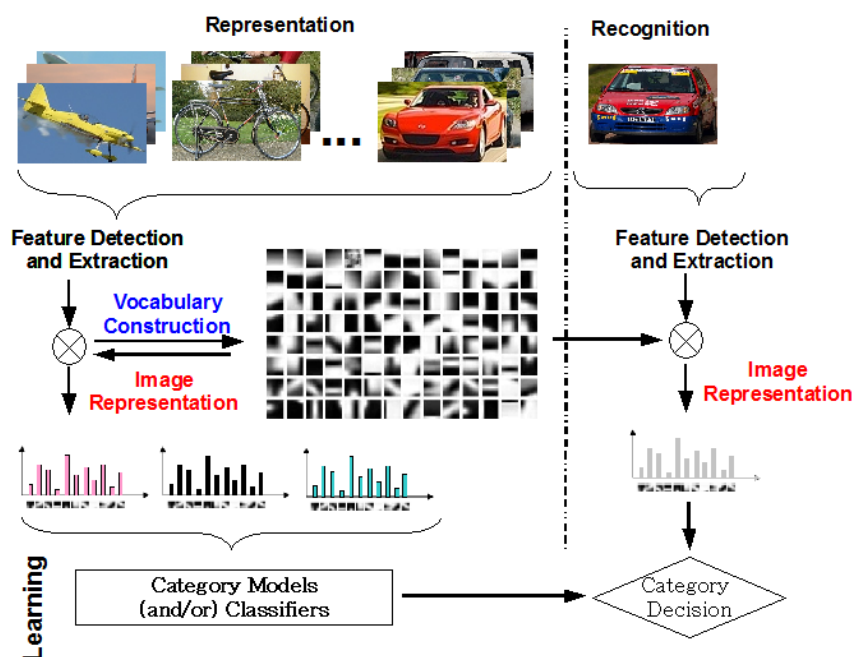 Representation
Recognition
...
Feature Detection
and Extraction
Feature Detection
and Extraction
Vocabulary
Construction
Image
Representation
Image
Representation
Learning
Category Models
(and/or) Classifiers
Category
Decision